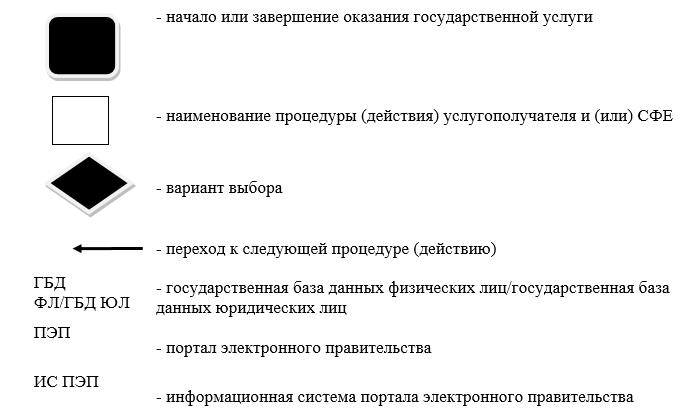 - начало или завершение оказания государственной услуги
- наименование процедуры (действия) услугополучателя и (или) СФЕ
- вариант выбора
- переход к следующей процедуре (действию)
ГБД
ФЛ/ГБД ЮЛ
- государственная база данных физических лиц/государственная база
данных юридических лиц
ПЭП
- портал электронного правительства
ИС ПЭП
- информационная система портала электронного правительства